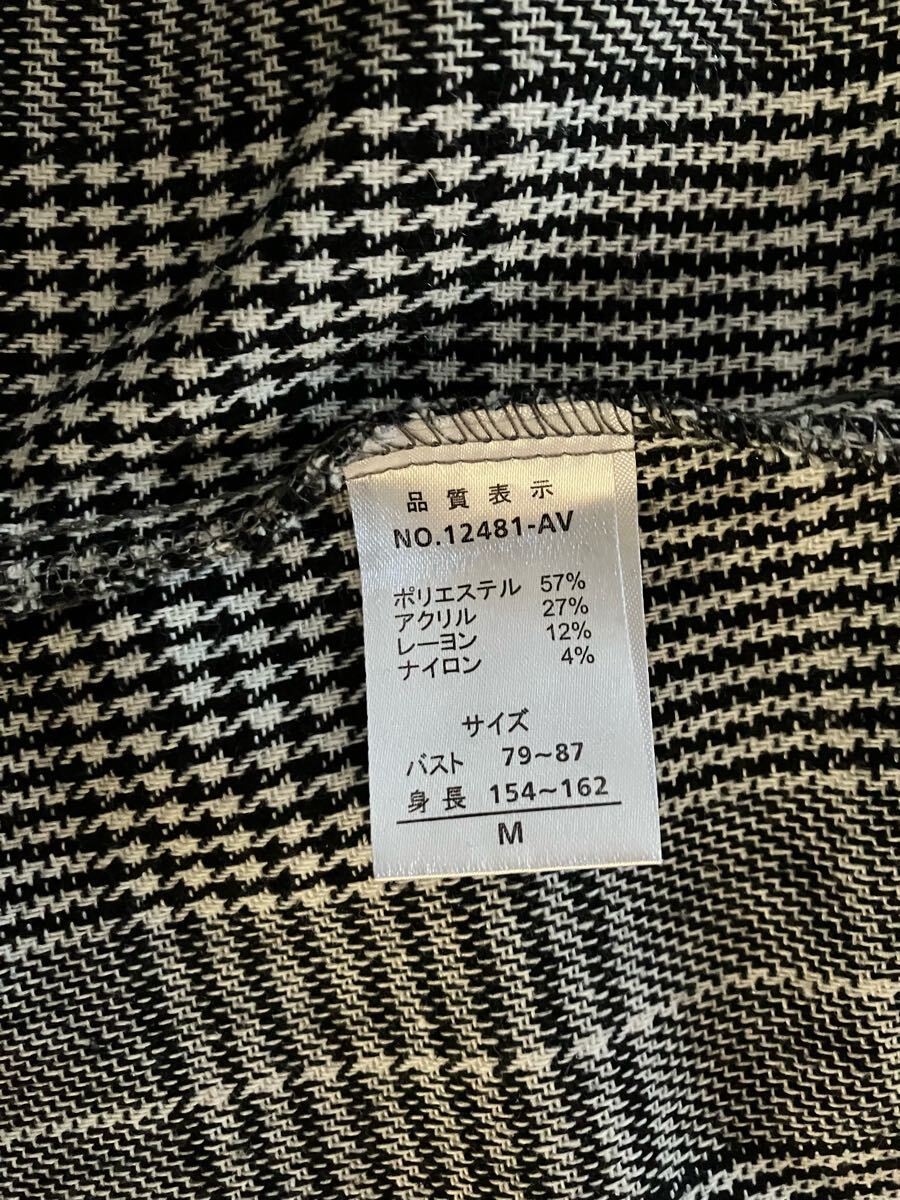 品質表示
NO.12481-AV
ポリエステル 57%
アクリル 27%
レーヨン 12%
ナイロン 4%
サイズ
バスト 79~87
身長 154~162
M